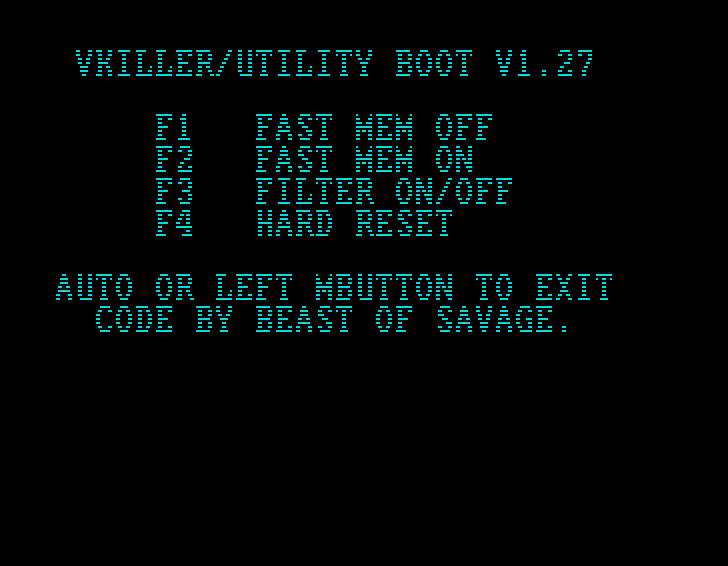 VKILLER/UTILITY BOOT V1.27
F1 FAST MEM OFF
F2 FAST MEM ON
F3 FILTER ON/OFF
F4 HARD RESET
AUTO OR LEFT MBUTTON TO EXIT
CODE BY BEAST OF SAVAGE.